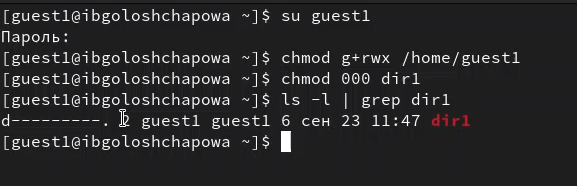 [guest1@ibgoloshchapowa ~]$ su guest1
Пароль:
[guest1@ibgoloshchapowa ~]$ chmod g+rwx /home/guest1
[guest1@ibgoloshchapowa ~]$ chmod 000 dir1
[guest1@ibgoloshchapowa ~]$ ls -l | grep dir1
d---------. 2 guest1 guest1 6 сен 23 11:47 dir1
[guest1@ibgoloshchapowa ~]$